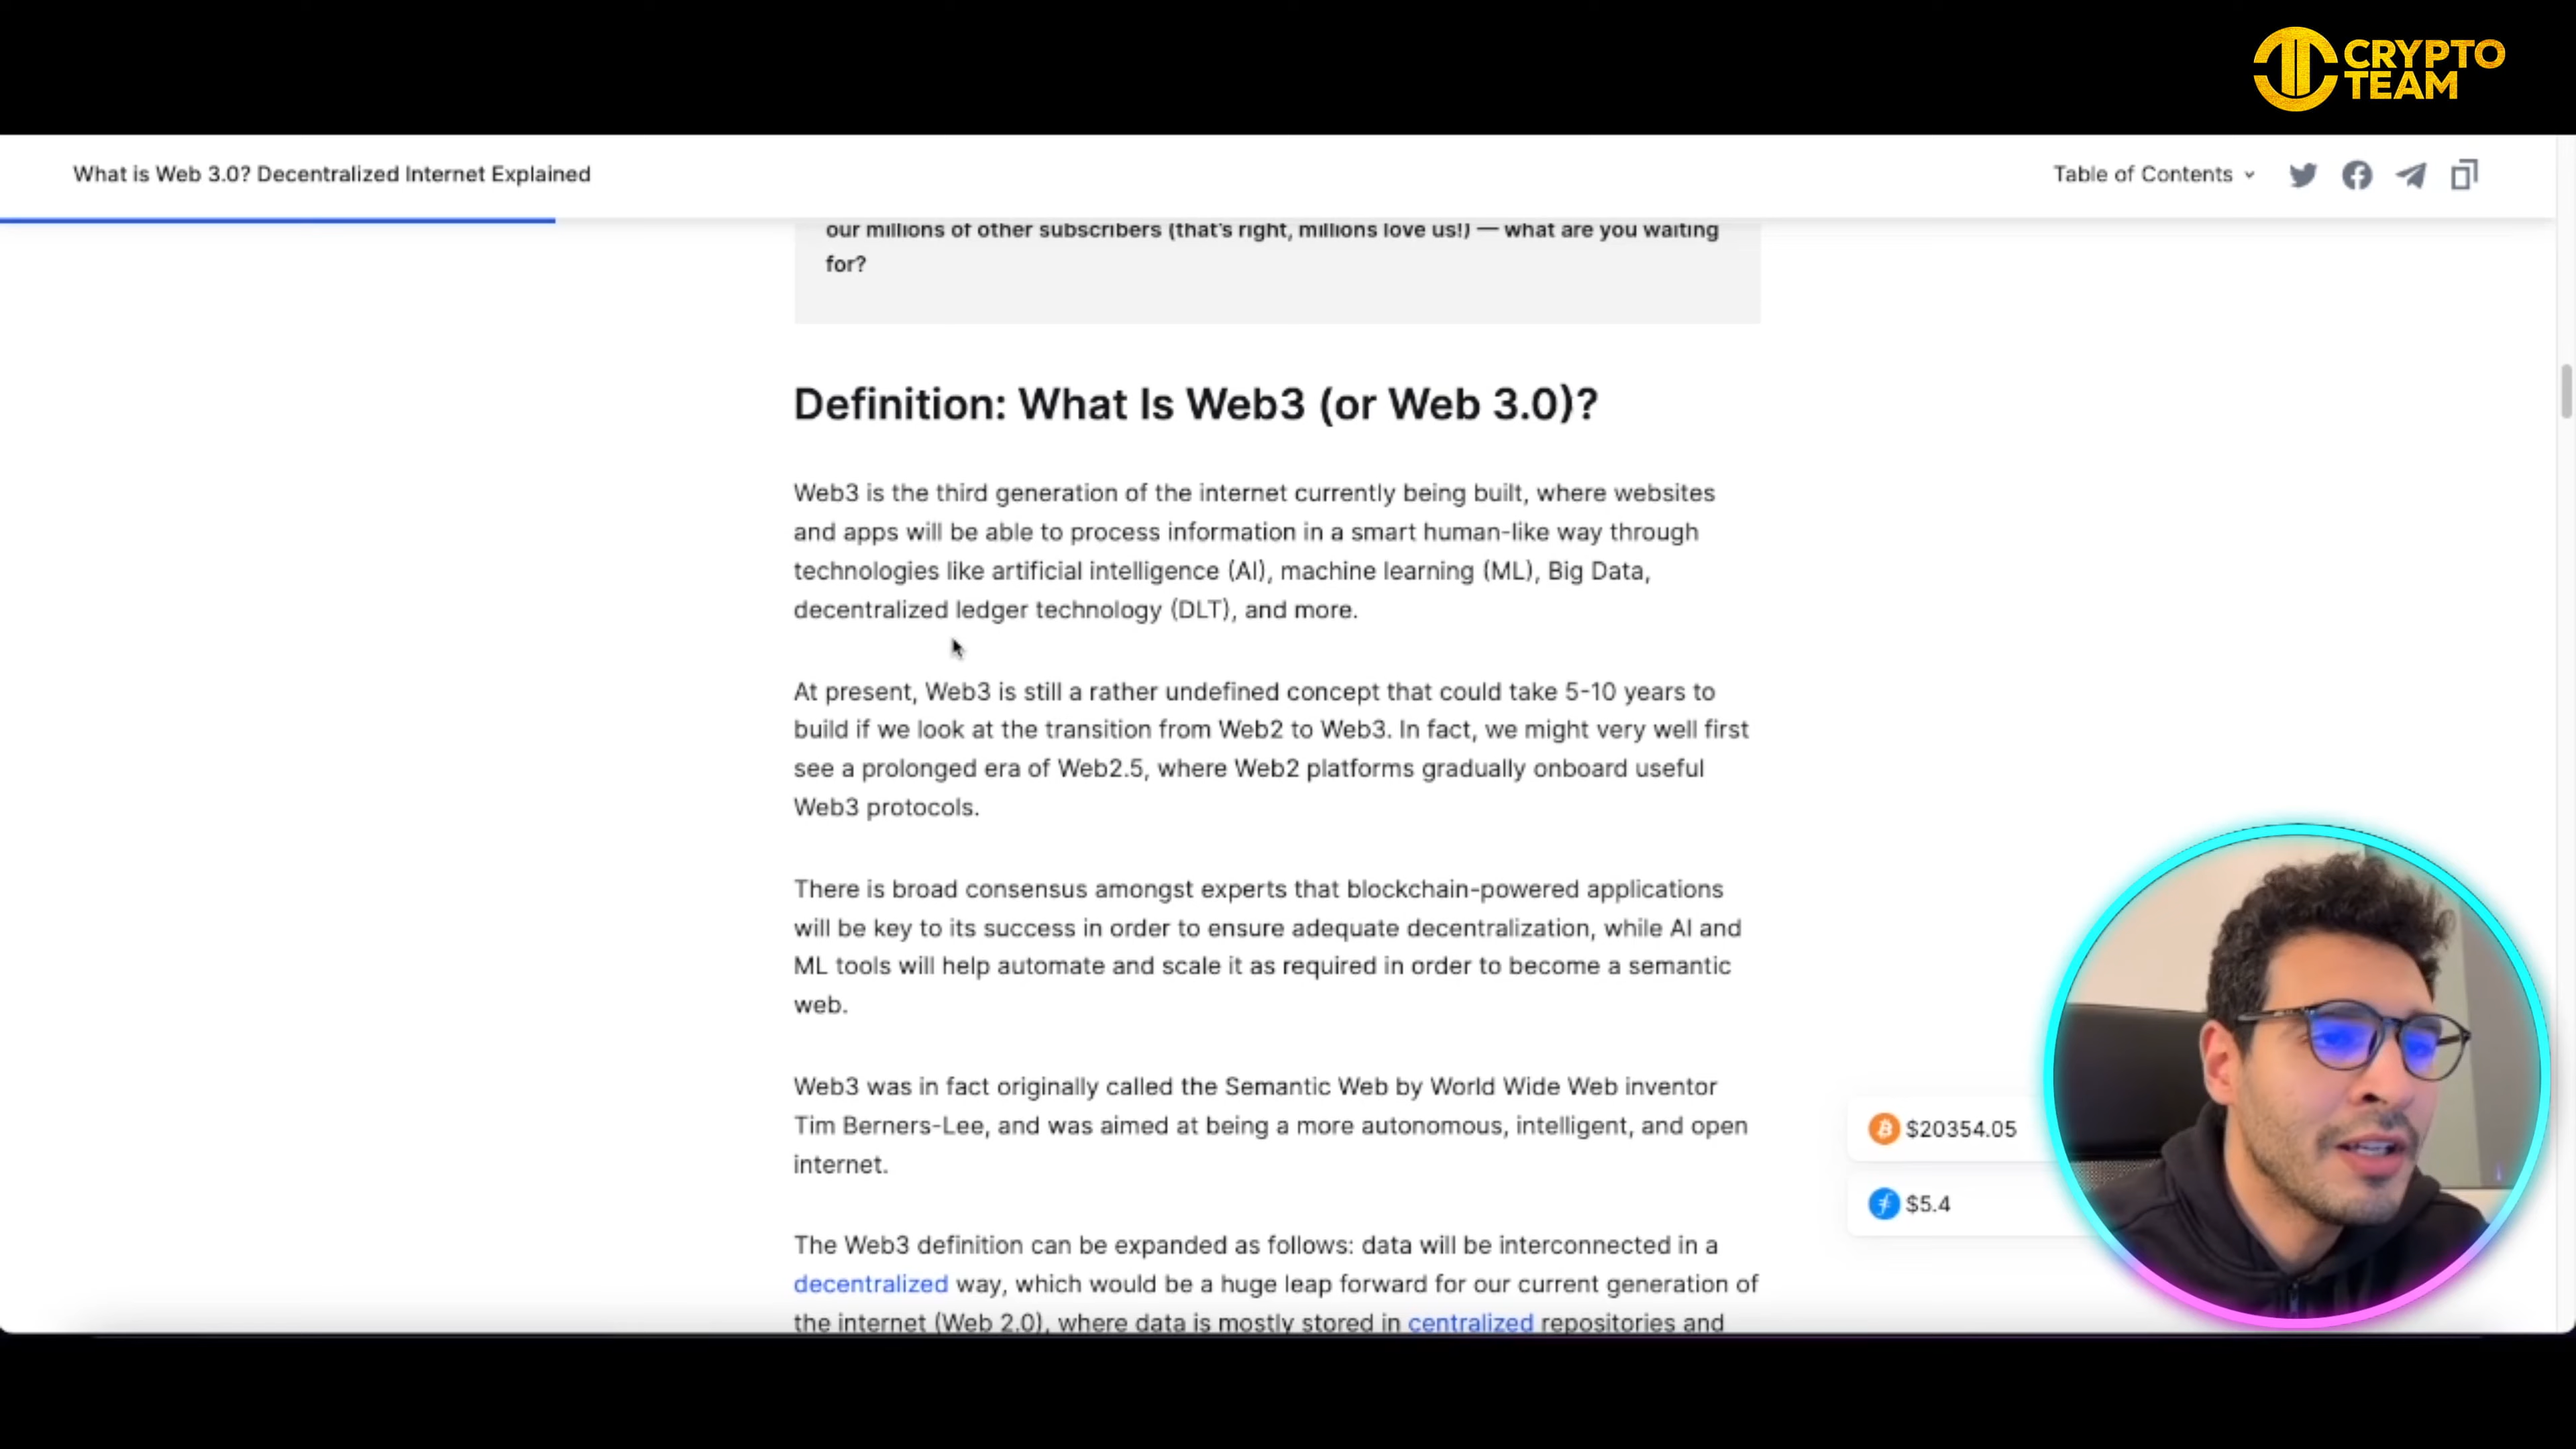 CRYPTO
TEAM
What is Web 3.0? Decentralized Internet Explained
Table of Contents
our millions of other subscribers (that's right, millions love us!) — what are you waiting
for?
Definition: What Is Web3 (or Web 3.0)?
Web3 is the third generation of the internet currently being built, where websites
and apps will be able to process information in a smart human-like way through
technologies like artificial intelligence (AI), machine learning (ML), Big Data,
decentralized ledger technology (DLT), and more.
At present, Web3 is still a rather undefined concept that could take 5-10 years to
build if we look at the transition from Web2 to Web3. In fact, we might very well first
see a prolonged era of Web2.5, where Web2 platforms gradually onboard useful
Web3 protocols.
There is broad consensus amongst experts that blockchain-powered applications
will be key to its success in order to ensure adequate decentralization, while AI and
ML tools will help automate and scale it as required in order to become a semantic
web.
Web3 was in fact originally called the Semantic Web by World Wide Web inventor
Tim Berners-Lee, and was aimed at being a more autonomous, intelligent, and open
internet.
The Web3 definition can be expanded as follows: data will be interconnected in a
decentralized way, which would be a huge leap forward for our current generation of
the internet (Web 2.0), where data is mostly stored in centralized repositories and
$20354.05
$5.4